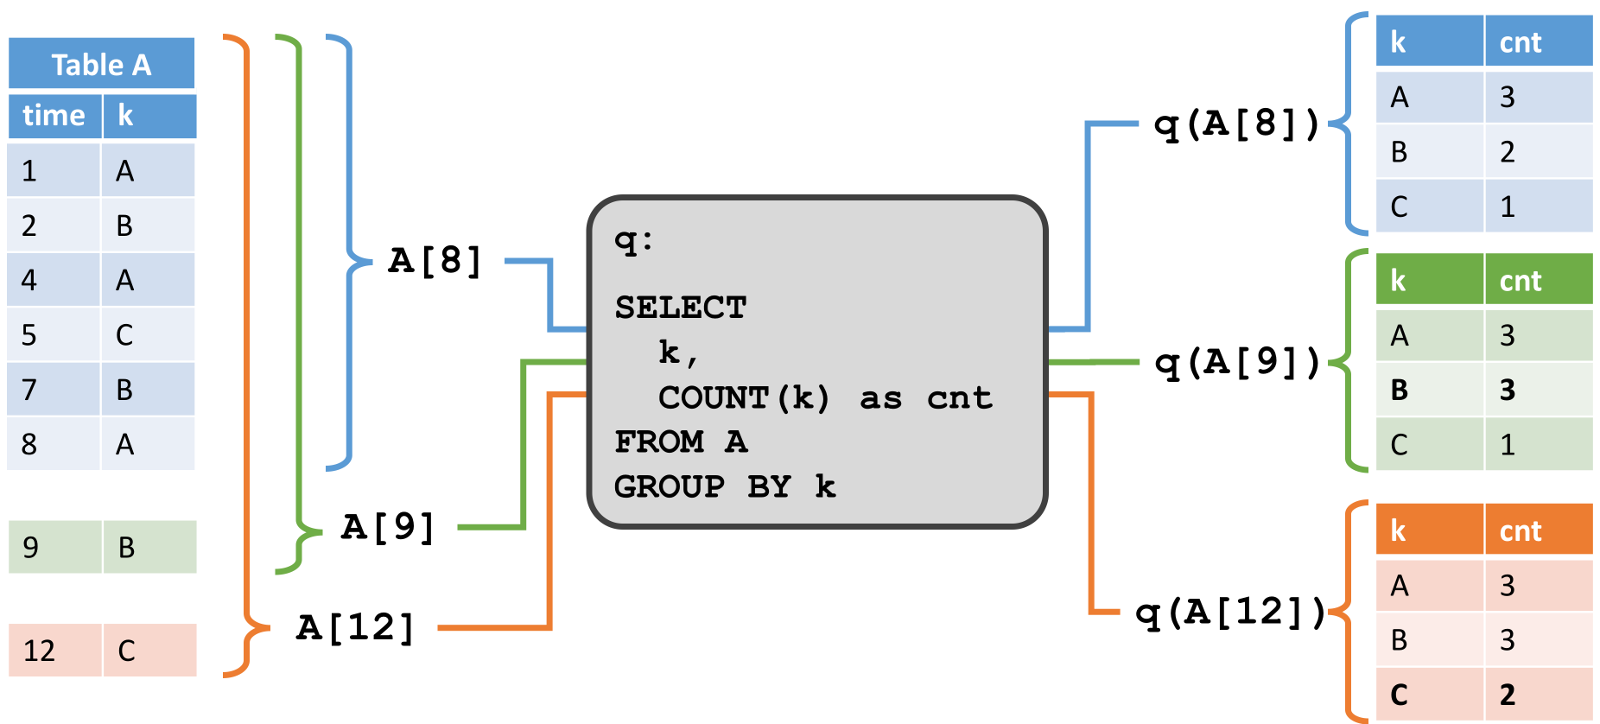 Table A
time k
1 A
2 B
4 A
5 C
7 B
8 A
9 B
12 C
A[8]
A[9]
A[12]
q:
SELECT
k,
COUNT(k) as cnt
FROM A
GROUP BY k
q(A[8])
k cnt
A 3
B 2
C 1
q(A[9])
k cnt
A 3
B 3
C 1
q(A[12])
k cnt
A 3
B 3
C 2